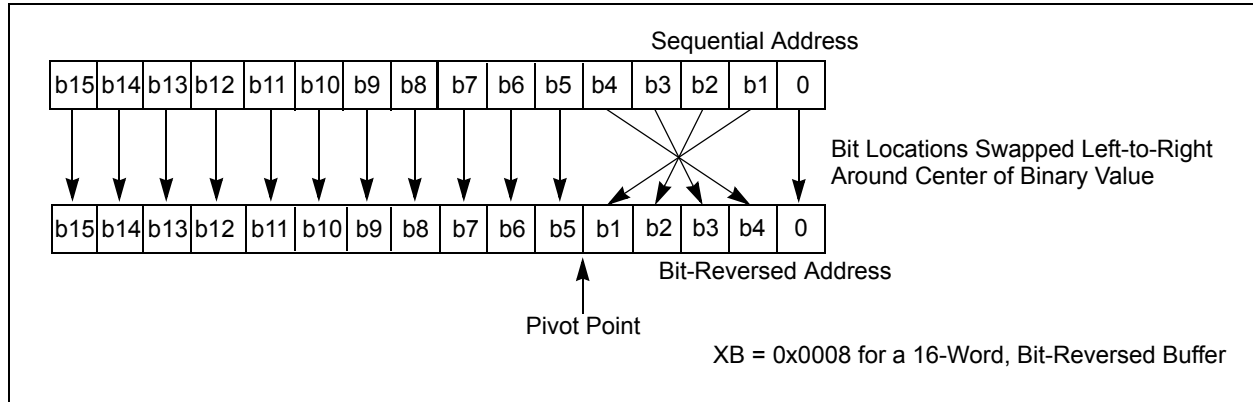 Sequential Address
b15 b14 b13 b12 b11 b10 b9 b8 b7 b6 b5 b4 b3 b2 b1 0
Bit Locations Swapped Left-to-Right
Around Center of Binary Value
b15 b14 b13 b12 b11 b10 b9 b8 b7 b6 b5 b1 b2 b3 b4 0
Bit-Reversed Address
Pivot Point
XB = 0x0008 for a 16-Word, Bit-Reversed Buffer